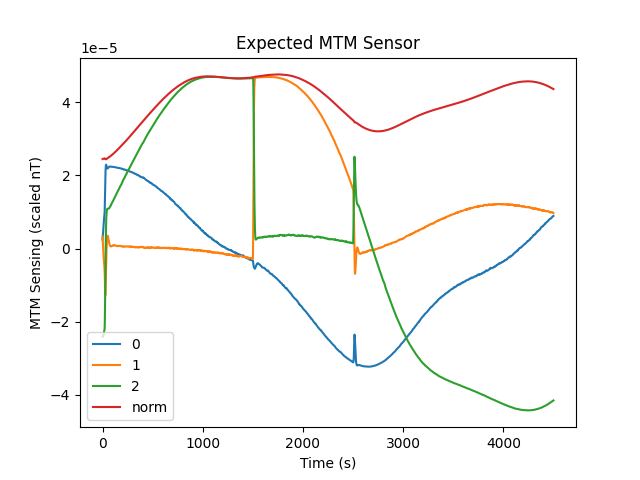 Expected MTM Sensor
1e−5
MTM Sensing (scaled nT)
4
2
0
−2
−4
0
1
2
norm
0
1000
2000
3000
4000
Time (s)